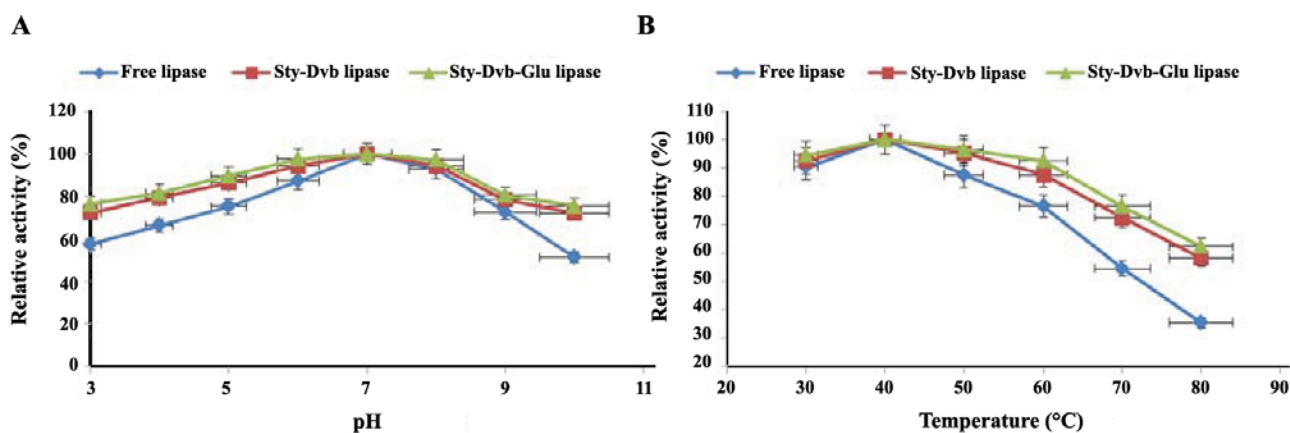 A
Free lipase Sty-Dvb lipase Sty-Dvb-Glu lipase
Relative activity (%)
120
100
80
60
40
20
0
3 5 7 9 11
pH
B
Free lipase Sty-Dvb lipase Sty-Dvb-Glu lipase
Relative activity (%)
110
100
90
80
70
60
50
40
30
20
20 30 40 50 60 70 80 90
Temperature (°C)